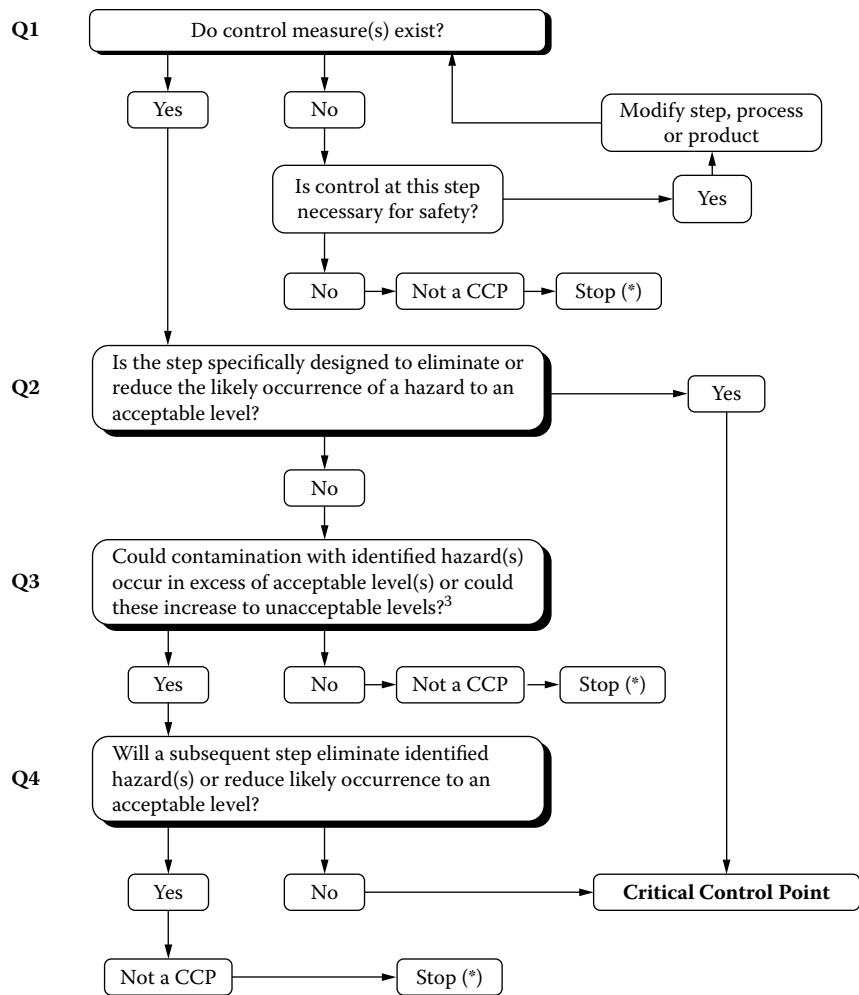 Q1
Do control measure(s) exist?
Yes
No
Modify step, process
or product
Is control at this step
necessary for safety?
Yes
No
Not a CCP
Stop (*)
Q2
Is the step specifically designed to eliminate or
reduce the likely occurrence of a hazard to an
acceptable level?
Yes
No
Q3
Could contamination with identified hazard(s)
occur in excess of acceptable level(s) or could
these increase to unacceptable levels?³
Yes
No
Not a CCP
Stop (*)
Q4
Will a subsequent step eliminate identified
hazard(s) or reduce likely occurrence to an
acceptable level?
Yes
No
Critical Control Point
Not a CCP
Stop (*)